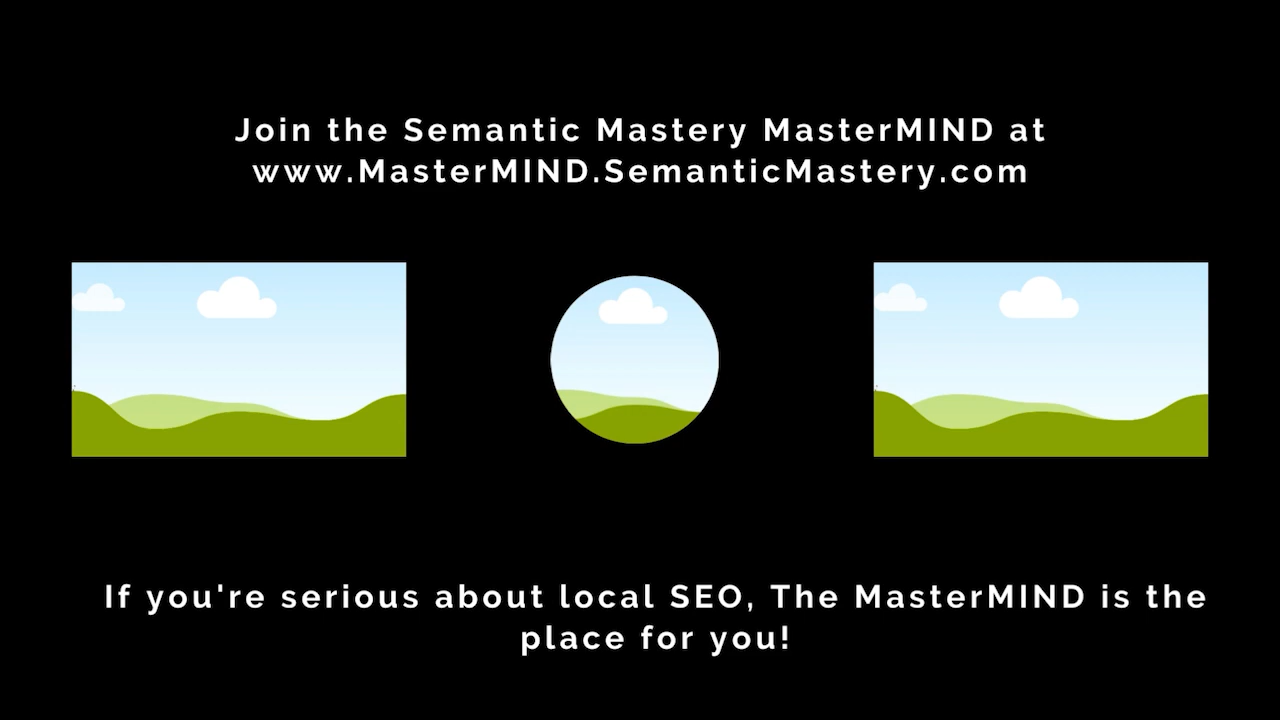 Join the Semantic Mastery MasterMIND at
www.MasterMIND.SemanticMastery.com
If you're serious about local SEO, The MasterMIND is the
place for you!